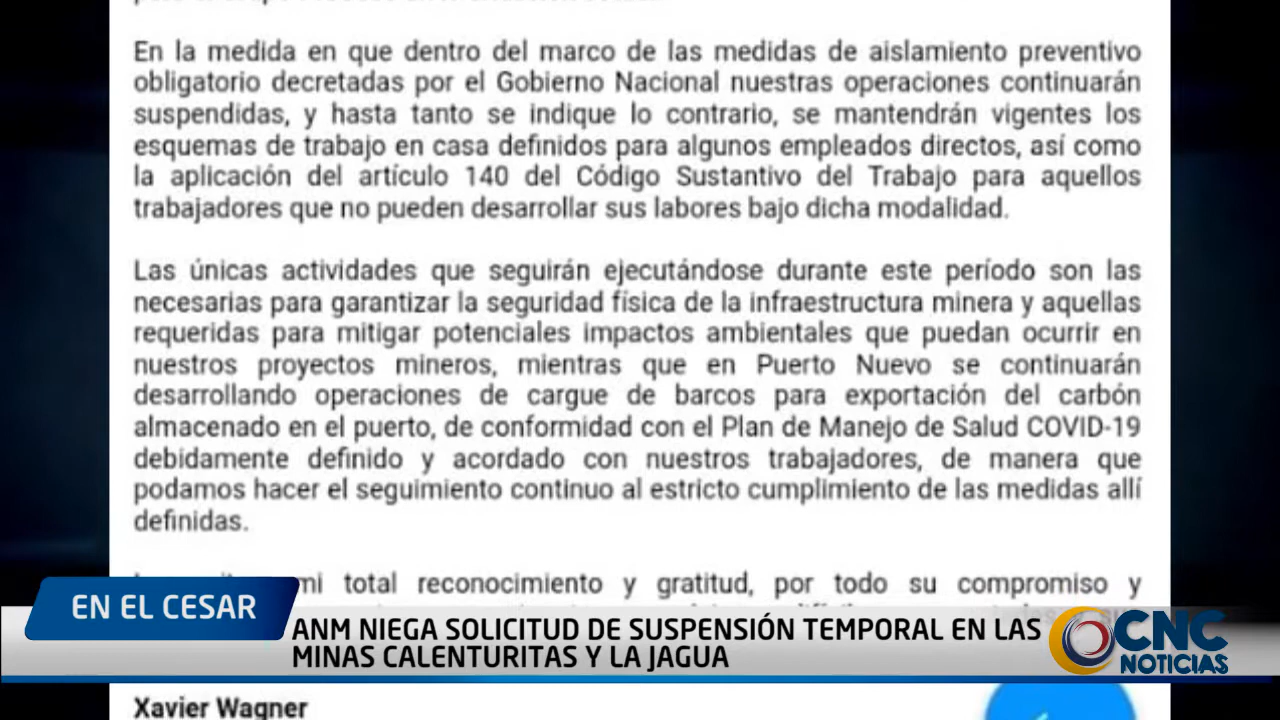 En la medida en que dentro del marco de las medidas de aislamiento preventivo
obligatorio decretadas por el Gobierno Nacional nuestras operaciones continuarán
suspendidas, y hasta tanto se indique lo contrario, se mantendrán vigentes los
esquemas de trabajo en casa definidos para algunos empleados directos, así como
la aplicación del artículo 140 del Código Sustantivo del Trabajo para aquellos
trabajadores que no pueden desarrollar sus labores bajo dicha modalidad.
Las únicas actividades que seguirán ejecutándose durante este período son las
necesarias para garantizar la seguridad física de la infraestructura minera y aquellas
requeridas para mitigar potenciales impactos ambientales que puedan ocurrir en
nuestros proyectos mineros, mientras que en Puerto Nuevo se continuarán
desarrollando operaciones de cargue de barcos para exportación del carbón
almacenado en el puerto, de conformidad con el Plan de Manejo de Salud COVID-19
debidamente definido y acordado con nuestros trabajadores, de manera que
podamos hacer el seguimiento continuo al estricto cumplimiento de las medidas allí
definidas.
mi total reconocimiento y gratitud, por todo su compromiso y
EN EL CESAR
ANM NIEGA SOLICITUD DE SUSPENSIÓN TEMPORAL EN LAS
MINAS CALENTURITAS Y LA JAGUA
CNC
NOTICIAS
Xavier Wagner